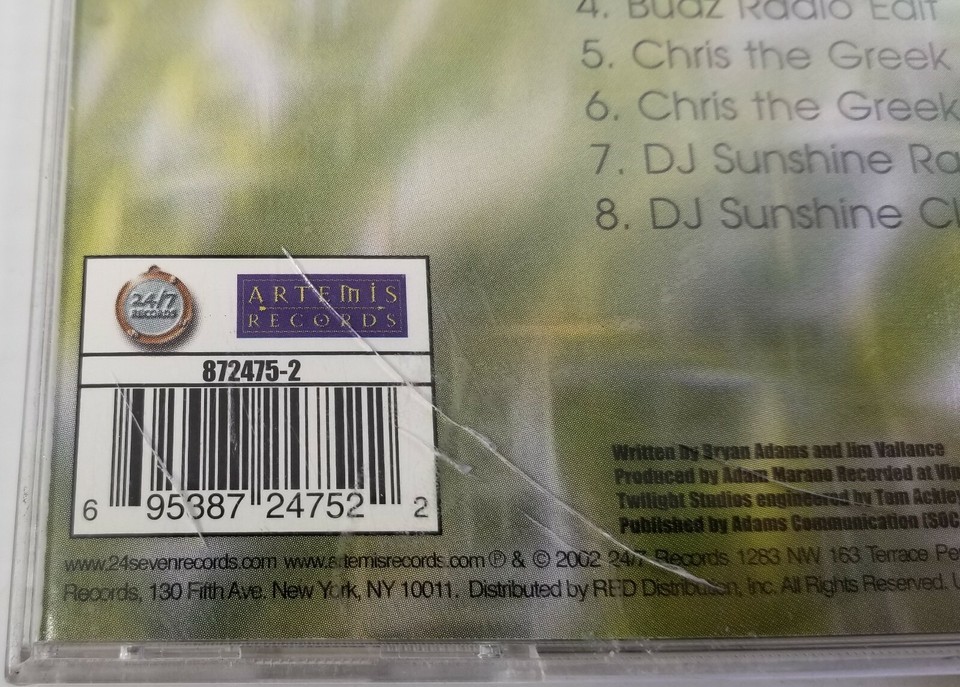 4. Budz Radio Edit
5. Chris the Greek
6. Chris the Greek
7. DJ Sunshine Ra
8. DJ Sunshine Cl
24/7
RECORDS
ARTEMIS
RECORDS
872475-2
6 95387 24752 2
Written by Bryan Adams and Jim Vallance
Produced by Adam Marano Recorded at Vip
Twilight Studios engineered by Tom Ackley
Published by Adams Communication (SOC
www.24sevenrecords.com www.artemisrecords.com ℗ & © 2002 24/7 Records 1283 NW 163 Terrace Pe
Records, 130 Fifth Ave. New York, NY 10011. Distributed by RED Distribution, Inc. All Rights Reserved. U